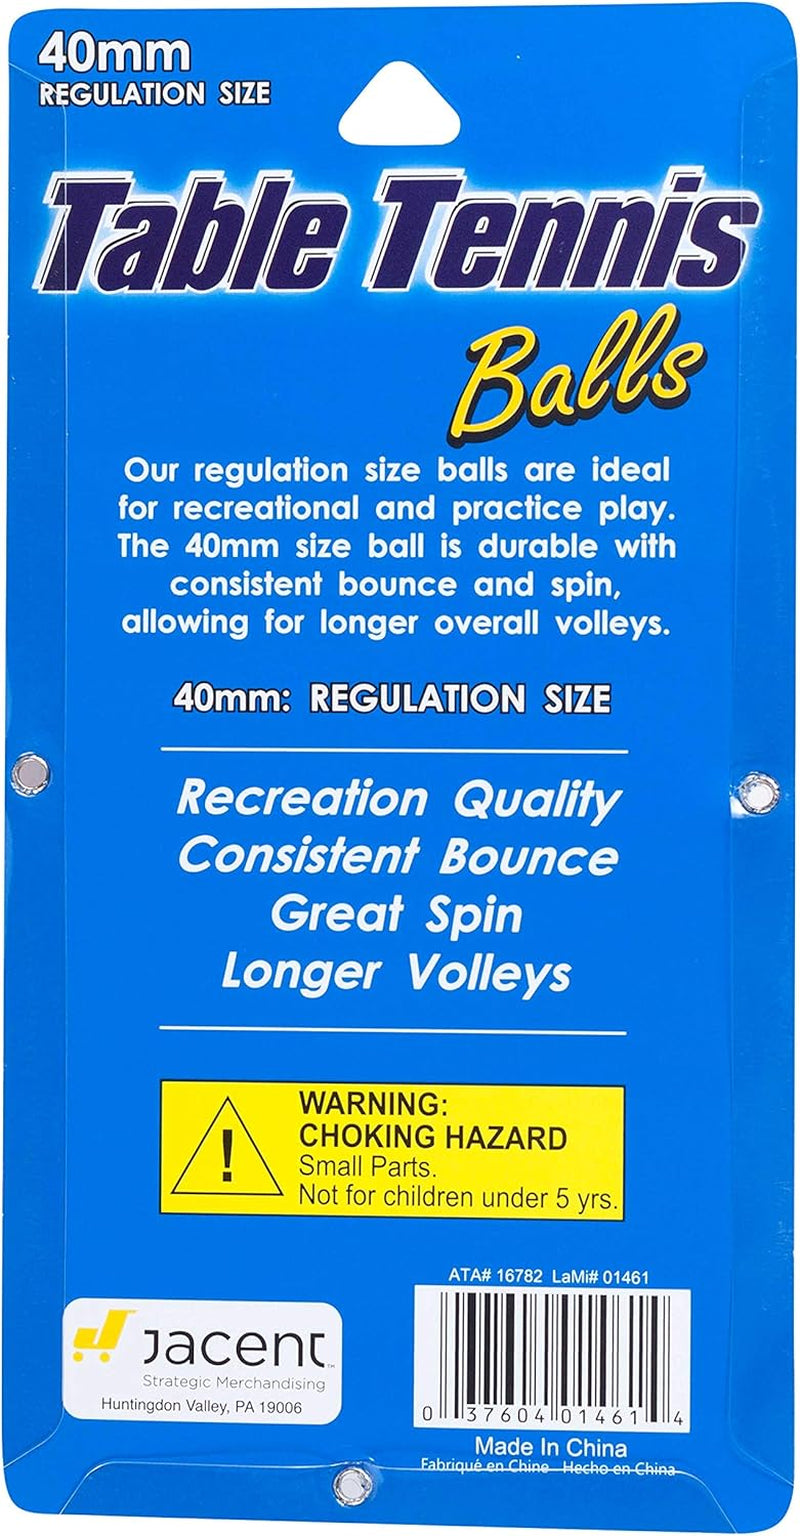 40mm
REGULATION SIZE
Table Tennis
Balls
Our regulation size balls are ideal
for recreational and practice play.
The 40mm size ball is durable with
consistent bounce and spin,
allowing for longer overall volleys.
40mm: REGULATION SIZE
Recreation Quality
Consistent Bounce
Great Spin
Longer Volleys
!
WARNING:
CHOKING HAZARD
Small Parts.
Not for children under 5 yrs.
ATA# 16782 LaMi# 01461
0 37604 01461 4
Made In China
Fabriqué en Chine Hecho en China
Jacent™
Strategic Merchandising
Huntingdon Valley, PA 19006